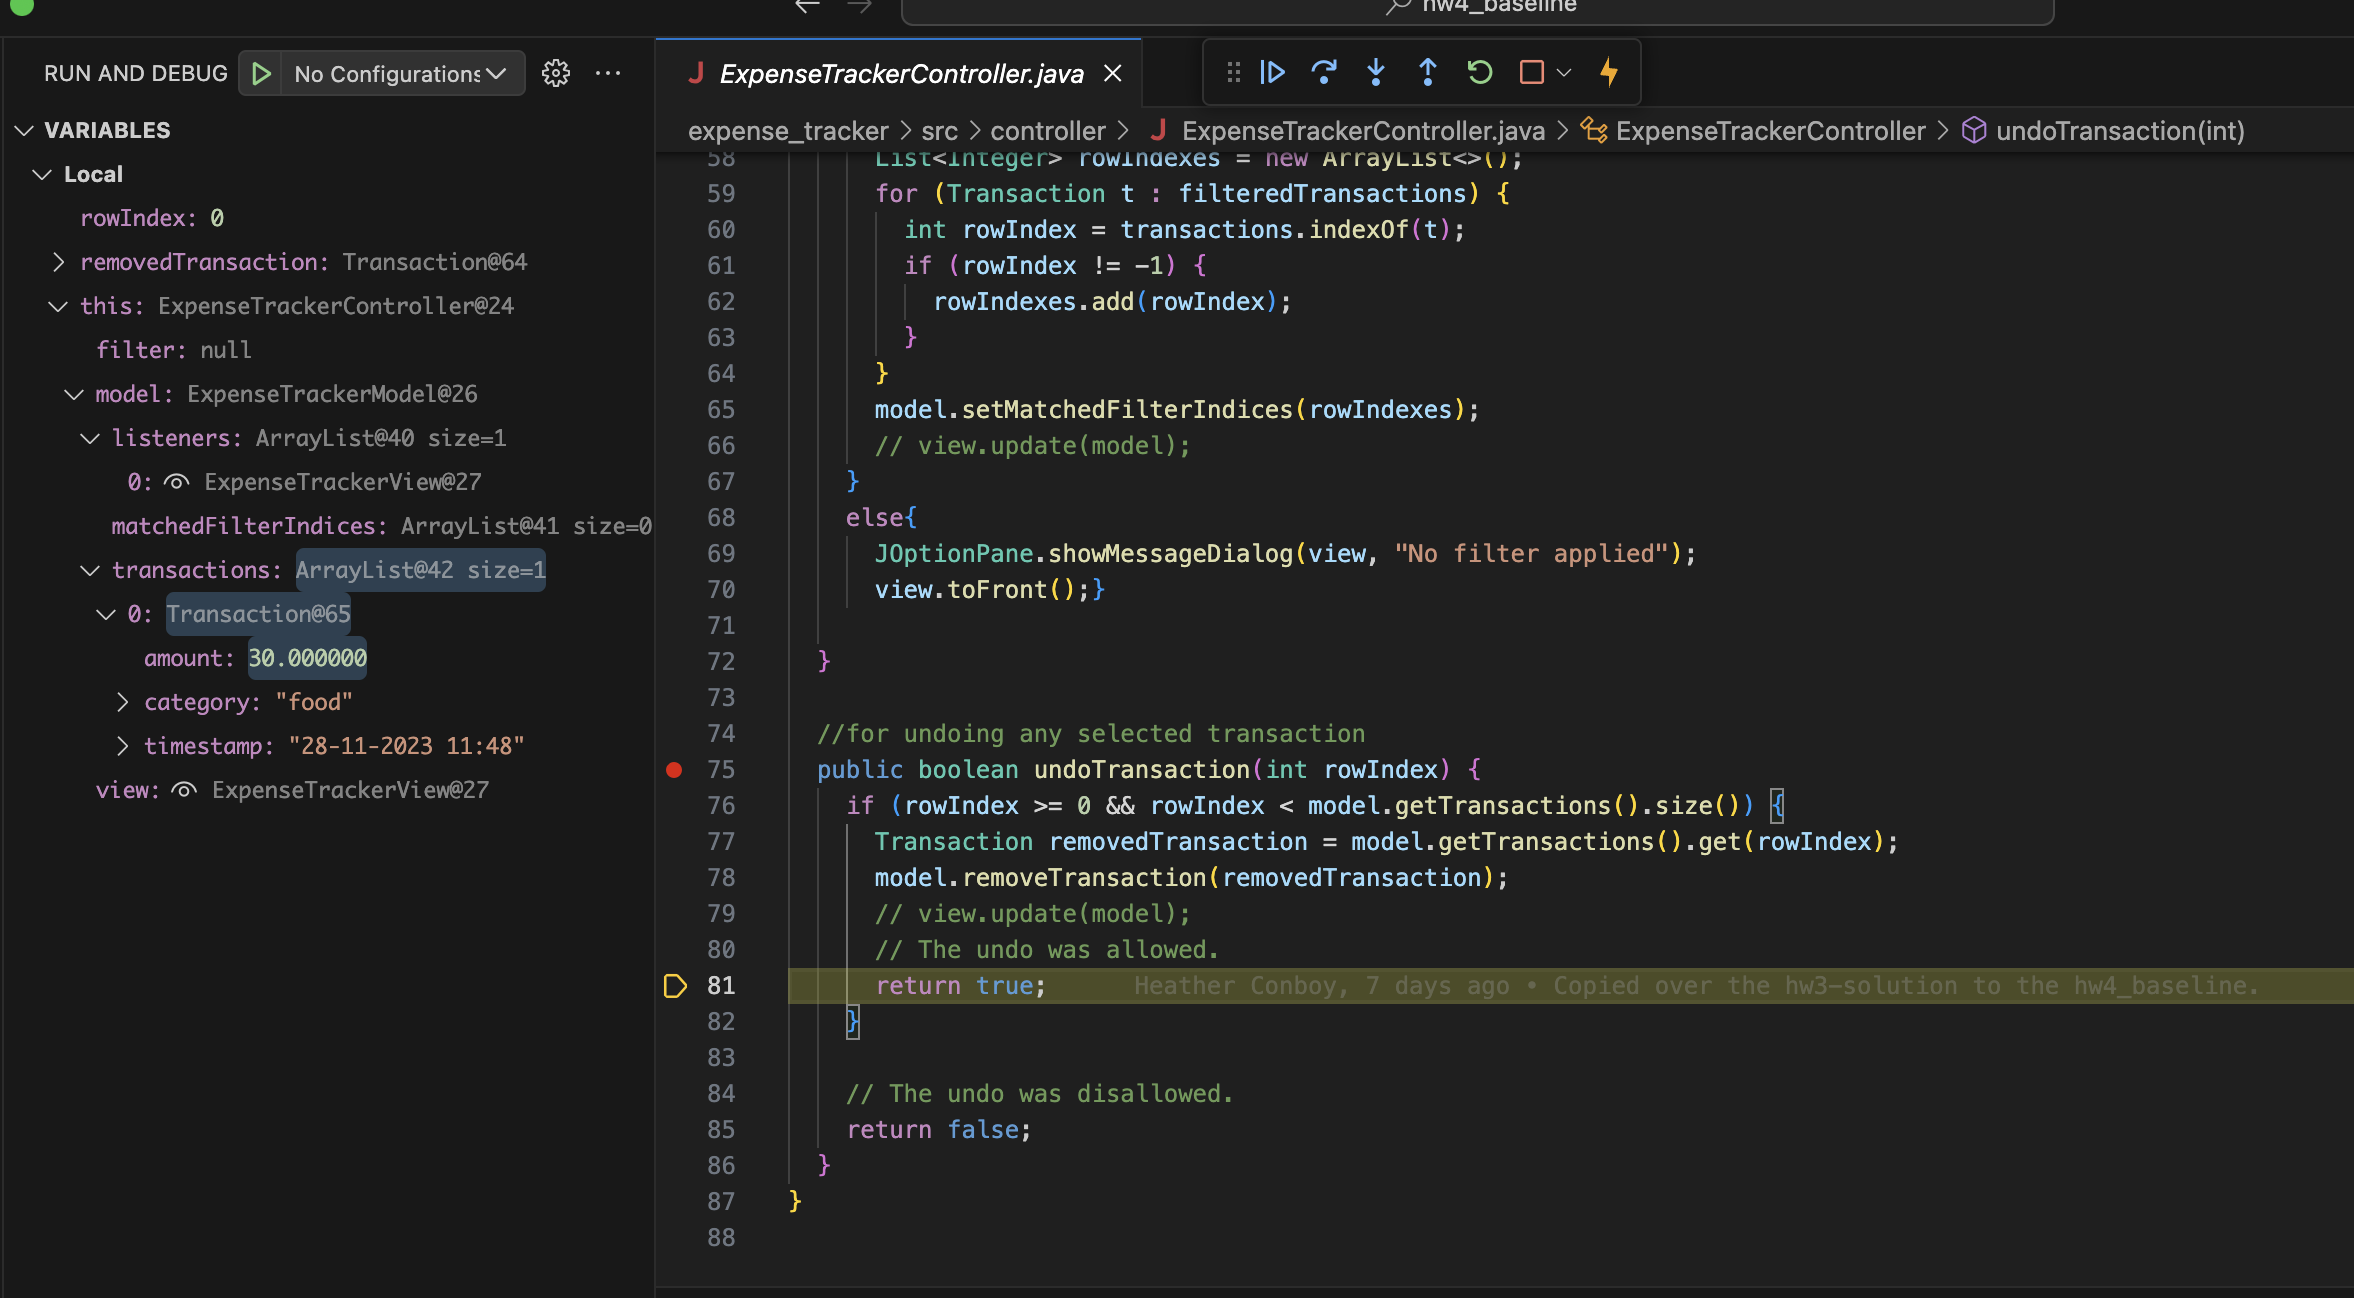 hw4_baseline
RUN AND DEBUG
No Configurations
VARIABLES
Local
rowIndex: 0
removedTransaction: Transaction@64
this: ExpenseTrackerController@24
filter: null
model: ExpenseTrackerModel@26
listeners: ArrayList@40 size=1
0: ExpenseTrackerView@27
matchedFilterIndices: ArrayList@41 size=0
transactions: ArrayList@42 size=1
0: Transaction@65
amount: 30.000000
category: "food"
timestamp: "28-11-2023 11:48"
view: ExpenseTrackerView@27
J ExpenseTrackerController.java
expense_tracker > src > controller > J ExpenseTrackerController.java > ExpenseTrackerController > undoTransaction(int)
58 List<Integer> rowIndexes = new ArrayList<>();
59 for (Transaction t : filteredTransactions) {
60 int rowIndex = transactions.indexOf(t);
61 if (rowIndex != -1) {
62 rowIndexes.add(rowIndex);
63 }
64 }
65 model.setMatchedFilterIndices(rowIndexes);
66 // view.update(model);
67 }
68 else{
69 JOptionPane.showMessageDialog(view, "No filter applied");
70 view.toFront();}
71
72 }
73
74 //for undoing any selected transaction
75 public boolean undoTransaction(int rowIndex) {
76 if (rowIndex >= 0 && rowIndex < model.getTransactions().size()) {
77 Transaction removedTransaction = model.getTransactions().get(rowIndex);
78 model.removeTransaction(removedTransaction);
79 // view.update(model);
80 // The undo was allowed.
81 return true; Heather Conboy, 7 days ago • Copied over the hw3-solution to the hw4_baseline.
82 }
83
84 // The undo was disallowed.
85 return false;
86 }
87 }
88